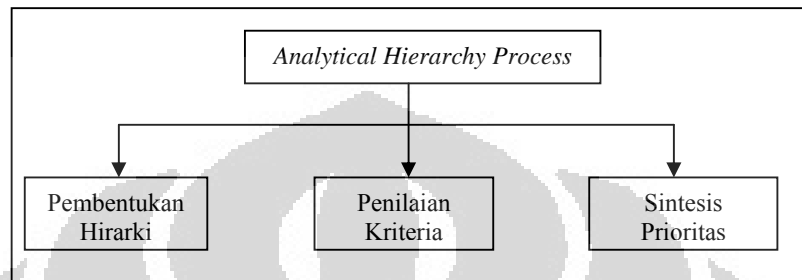 Analytical Hierarchy Process
Pembentukan
Hirarki
Penilaian
Kriteria
Sintesis
Prioritas